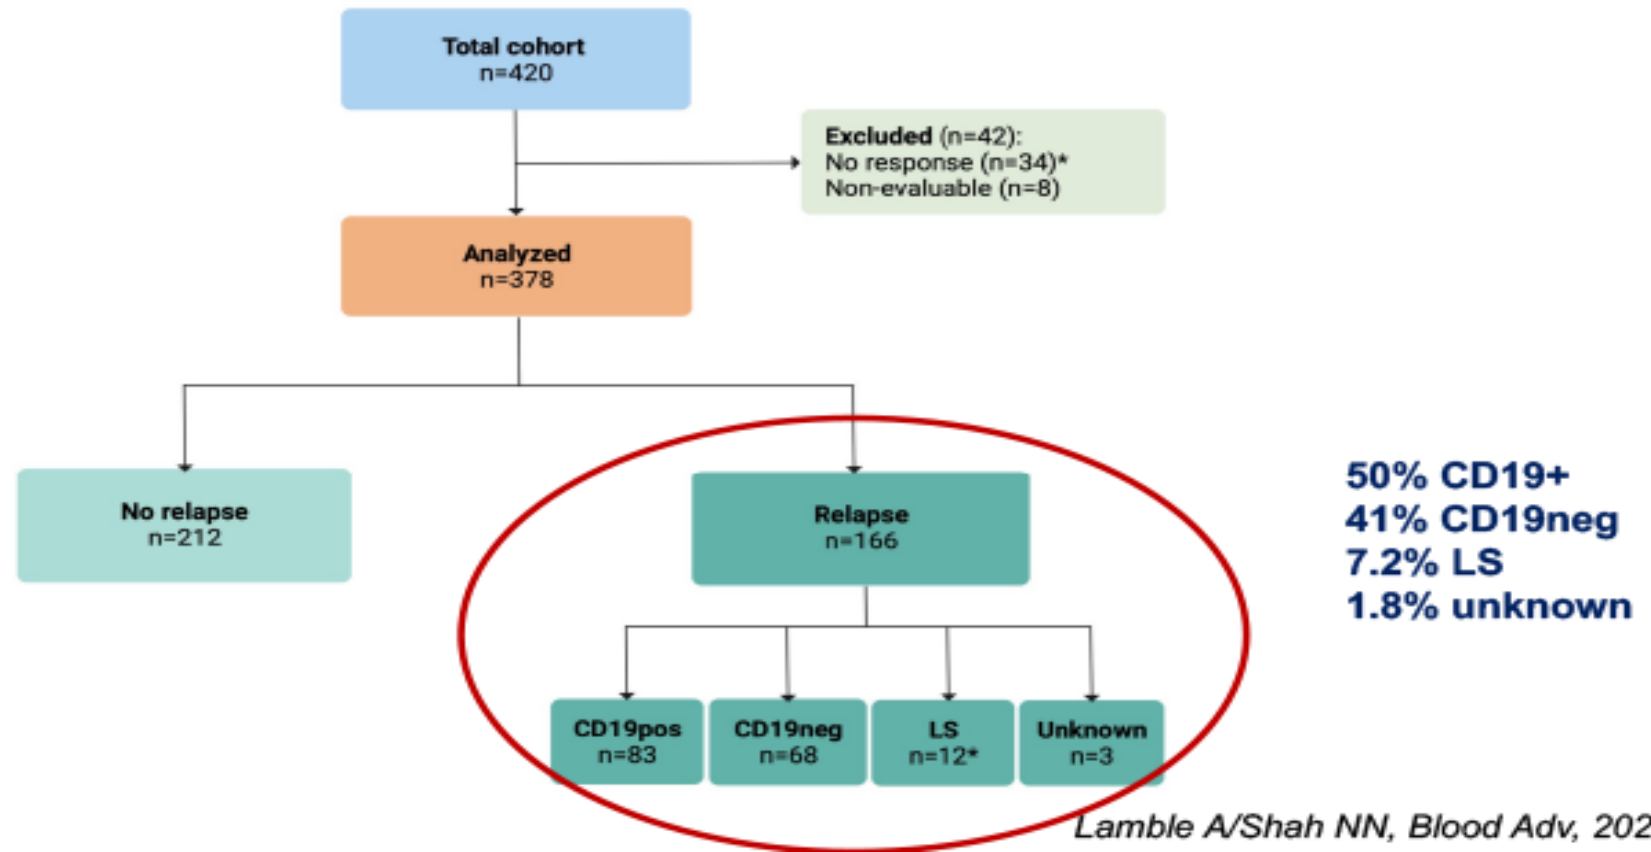 Total cohort
n=420
Excluded (n=42):
No response (n=34)*
Non-evaluable (n=8)
Analyzed
n=378
No relapse
n=212
Relapse
n=166
50% CD19+
41% CD19neg
7.2% LS
1.8% unknown
CD19pos
n=83
CD19neg
n=68
LS
n=12*
Unknown
n=3
Lamble A/Shah NN, Blood Adv, 202